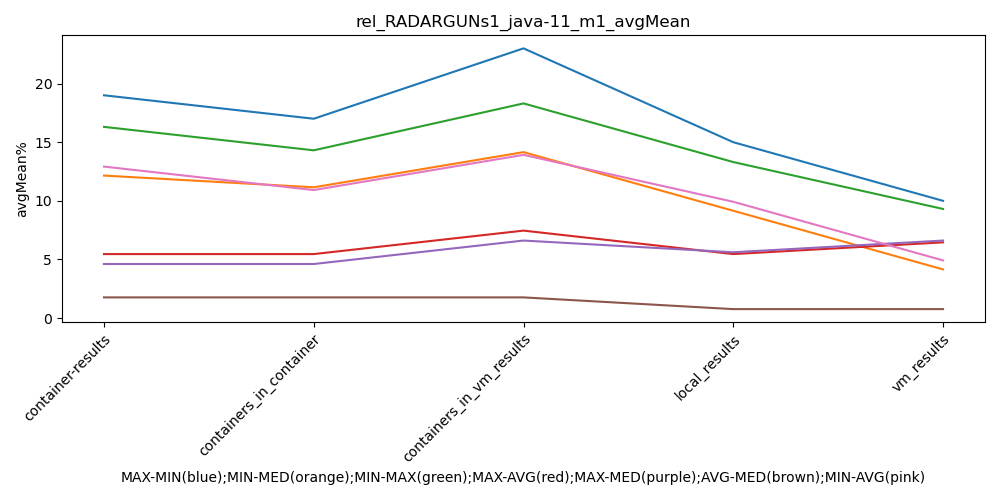 rel_RADARGUNs1_java-11_m1_avgMean
avgMean%
20
15
10
5
0
container-results
containers_in_container
containers_in_vm_results
local_results
vm_results
MAX-MIN(blue);MIN-MED(orange);MIN-MAX(green);MAX-AVG(red);MAX-MED(purple);AVG-MED(brown);MIN-AVG(pink)